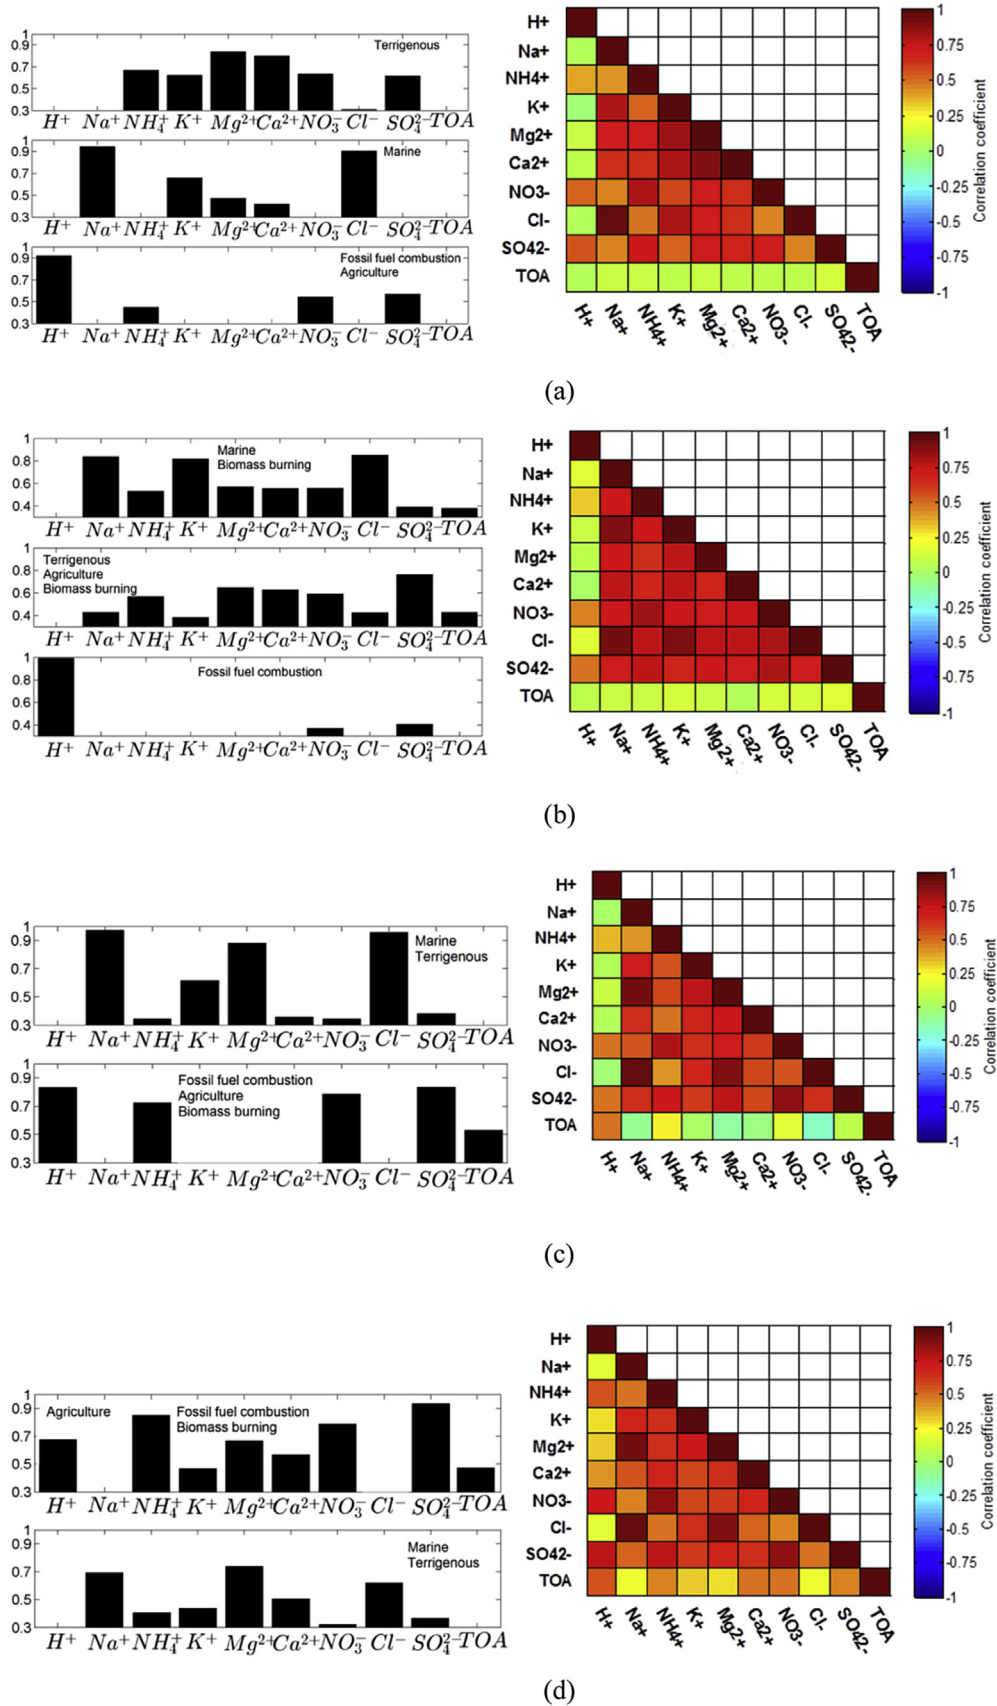 1
0.9
Terrigenous
0.7
0.5
0.3
H+ Na+ NH4+ K+ Mg2+ Ca2+ NO3− Cl− SO42− TOA
1
0.9
Marine
0.7
0.5
0.3
H+ Na+ NH4+ K+ Mg2+ Ca2+ NO3− Cl− SO42− TOA
1
0.9
Fossil fuel combustion
Agriculture
0.7
0.5
0.3
H+ Na+ NH4+ K+ Mg2+ Ca2+ NO3− Cl− SO42− TOA
H+
Na+
NH4+
K+
Mg2+
Ca2+
NO3-
Cl-
SO42-
TOA
H+ Na+ NH4+ K+ Mg2+ Ca2+ NO3- Cl- SO42- TOA
1
0.75
0.5
0.25
0
-0.25
-0.5
-0.75
-1
Correlation coefficient
(a)
1
Marine
Biomass burning
0.8
0.6
0.4
H+ Na+ NH4+ K+ Mg2+ Ca2+ NO3− Cl− SO42− TOA
1
Terrigenous
Agriculture
Biomass burning
0.8
0.6
0.4
H+ Na+ NH4+ K+ Mg2+ Ca2+ NO3− Cl− SO42− TOA
1
Fossil fuel combustion
0.8
0.6
0.4
H+ Na+ NH4+ K+ Mg2+ Ca2+ NO3− Cl− SO42− TOA
H+
Na+
NH4+
K+
Mg2+
Ca2+
NO3-
Cl-
SO42-
TOA
H+ Na+ NH4+ K+ Mg2+ Ca2+ NO3- Cl- SO42- TOA
1
0.75
0.5
0.25
0
-0.25
-0.5
-0.75
-1
Correlation coefficient
(b)
1
0.9
Marine
Terrigenous
0.7
0.5
0.3
H+ Na+ NH4+ K+ Mg2+ Ca2+ NO3− Cl− SO42− TOA
1
0.9
Fossil fuel combustion
Agriculture
Biomass burning
0.7
0.5
0.3
H+ Na+ NH4+ K+ Mg2+ Ca2+ NO3− Cl− SO42− TOA
H+
Na+
NH4+
K+
Mg2+
Ca2+
NO3-
Cl-
SO42-
TOA
H+ Na+ NH4+ K+ Mg2+ Ca2+ NO3- Cl- SO42- TOA
1
0.75
0.5
0.25
0
-0.25
-0.5
-0.75
-1
Correlation coefficient
(c)
1
0.9
Agriculture Fossil fuel combustion
Biomass burning
0.7
0.5
0.3
H+ Na+ NH4+ K+ Mg2+ Ca2+ NO3− Cl− SO42− TOA
1
0.9
Marine
Terrigenous
0.7
0.5
0.3
H+ Na+ NH4+ K+ Mg2+ Ca2+ NO3− Cl− SO42− TOA
H+
Na+
NH4+
K+
Mg2+
Ca2+
NO3-
Cl-
SO42-
TOA
H+ Na+ NH4+ K+ Mg2+ Ca2+ NO3- Cl- SO42- TOA
1
0.75
0.5
0.25
0
-0.25
-0.5
-0.75
-1
Correlation coefficient
(d)